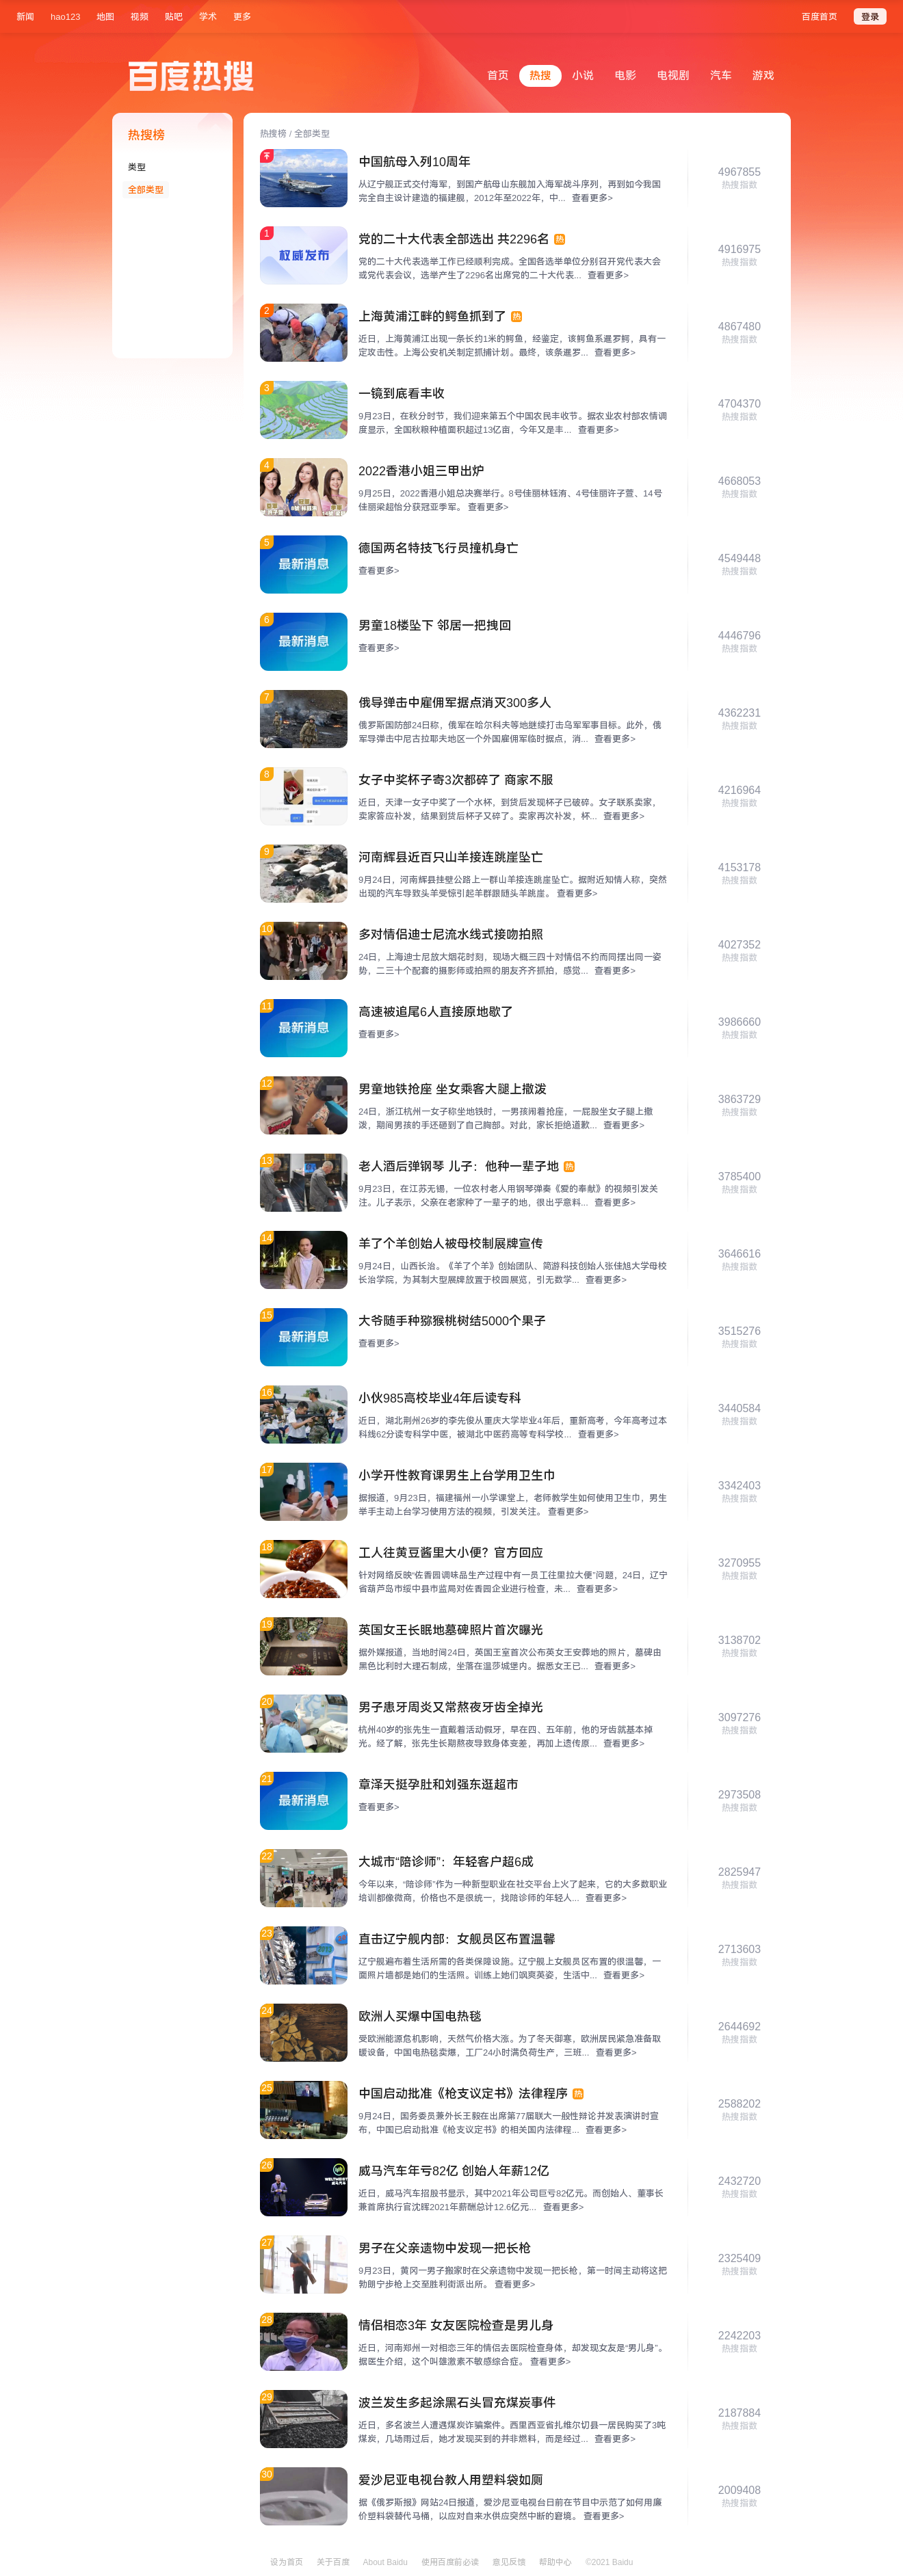 新闻 hao123 地图 视频 贴吧 学术 更多
百度首页 登录
百度热搜
首页 热搜 小说 电影 电视剧 汽车 游戏
热搜榜
类型
全部类型
热搜榜 / 全部类型
中国航母入列10周年
从辽宁舰正式交付海军，到国产航母山东舰加入海军战斗序列，再到如今我国
完全自主设计建造的福建舰，2012年至2022年，中... 查看更多>
4967855
热搜指数
1
权威发布
党的二十大代表全部选出 共2296名 热
党的二十大代表选举工作已经顺利完成。全国各选举单位分别召开党代表大会
或党代表会议，选举产生了2296名出席党的二十大代表... 查看更多>
4916975
热搜指数
2
上海黄浦江畔的鳄鱼抓到了 热
近日，上海黄浦江出现一条长约1米的鳄鱼，经鉴定，该鳄鱼系暹罗鳄，具有一
定攻击性。上海公安机关制定抓捕计划。最终，该条暹罗... 查看更多>
4867480
热搜指数
3
一镜到底看丰收
9月23日，在秋分时节，我们迎来第五个中国农民丰收节。据农业农村部农情调
度显示，全国秋粮种植面积超过13亿亩，今年又是丰... 查看更多>
4704370
热搜指数
4
2022香港小姐三甲出炉
9月25日，2022香港小姐总决赛举行。8号佳丽林钰洧、4号佳丽许子萱、14号
佳丽梁超怡分获冠亚季军。 查看更多>
4668053
热搜指数
5
最新消息
德国两名特技飞行员撞机身亡
查看更多>
4549448
热搜指数
6
最新消息
男童18楼坠下 邻居一把拽回
查看更多>
4446796
热搜指数
7
俄导弹击中雇佣军据点消灭300多人
俄罗斯国防部24日称，俄军在哈尔科夫等地继续打击乌军军事目标。此外，俄
军导弹击中尼古拉耶夫地区一个外国雇佣军临时据点，消... 查看更多>
4362231
热搜指数
8
女子中奖杯子寄3次都碎了 商家不服
近日，天津一女子中奖了一个水杯，到货后发现杯子已破碎。女子联系卖家，
卖家答应补发，结果到货后杯子又碎了。卖家再次补发，杯... 查看更多>
4216964
热搜指数
9
河南辉县近百只山羊接连跳崖坠亡
9月24日，河南辉县挂壁公路上一群山羊接连跳崖坠亡。据附近知情人称，突然
出现的汽车导致头羊受惊引起羊群跟随头羊跳崖。 查看更多>
4153178
热搜指数
10
多对情侣迪士尼流水线式接吻拍照
24日，上海迪士尼放大烟花时刻，现场大概三四十对情侣不约而同摆出同一姿
势，二三十个配套的摄影师或拍照的朋友齐齐抓拍，感觉... 查看更多>
4027352
热搜指数
11
最新消息
高速被追尾6人直接原地歇了
查看更多>
3986660
热搜指数
12
男童地铁抢座 坐女乘客大腿上撒泼
24日，浙江杭州一女子称坐地铁时，一男孩闹着抢座，一屁股坐女子腿上撒
泼，期间男孩的手还碰到了自己胸部。对此，家长拒绝道歉... 查看更多>
3863729
热搜指数
13
老人酒后弹钢琴 儿子：他种一辈子地 热
9月23日，在江苏无锡，一位农村老人用钢琴弹奏《爱的奉献》的视频引发关
注。儿子表示，父亲在老家种了一辈子的地，很出乎意料... 查看更多>
3785400
热搜指数
14
羊了个羊创始人被母校制展牌宣传
9月24日，山西长治。《羊了个羊》创始团队、简游科技创始人张佳旭大学母校
长治学院，为其制大型展牌放置于校园展览，引无数学... 查看更多>
3646616
热搜指数
15
最新消息
大爷随手种猕猴桃树结5000个果子
查看更多>
3515276
热搜指数
16
小伙985高校毕业4年后读专科
近日，湖北荆州26岁的李先俊从重庆大学毕业4年后，重新高考，今年高考过本
科线62分读专科学中医，被湖北中医药高等专科学校... 查看更多>
3440584
热搜指数
17
小学开性教育课男生上台学用卫生巾
据报道，9月23日，福建福州一小学课堂上，老师教学生如何使用卫生巾，男生
举手主动上台学习使用方法的视频，引发关注。 查看更多>
3342403
热搜指数
18
工人往黄豆酱里大小便？官方回应
针对网络反映“佐香园调味品生产过程中有一员工往里拉大便”问题，24日，辽宁
省葫芦岛市绥中县市监局对佐香园企业进行检查，未... 查看更多>
3270955
热搜指数
19
英国女王长眠地墓碑照片首次曝光
据外媒报道，当地时间24日，英国王室首次公布英女王安葬地的照片，墓碑由
黑色比利时大理石制成，坐落在温莎城堡内。据悉女王已... 查看更多>
3138702
热搜指数
20
男子患牙周炎又常熬夜牙齿全掉光
杭州40岁的张先生一直戴着活动假牙，早在四、五年前，他的牙齿就基本掉
光。经了解，张先生长期熬夜导致身体变差，再加上遗传原... 查看更多>
3097276
热搜指数
21
最新消息
章泽天挺孕肚和刘强东逛超市
查看更多>
2973508
热搜指数
22
大城市“陪诊师”：年轻客户超6成
今年以来，“陪诊师”作为一种新型职业在社交平台上火了起来，它的大多数职业
培训都像微商，价格也不是很统一，找陪诊师的年轻人... 查看更多>
2825947
热搜指数
23
直击辽宁舰内部：女舰员区布置温馨
辽宁舰遍布着生活所需的各类保障设施。辽宁舰上女舰员区布置的很温馨，一
面照片墙都是她们的生活照。训练上她们飒爽英姿，生活中... 查看更多>
2713603
热搜指数
24
欧洲人买爆中国电热毯
受欧洲能源危机影响，天然气价格大涨。为了冬天御寒，欧洲居民紧急准备取
暖设备，中国电热毯卖爆，工厂24小时满负荷生产，三班... 查看更多>
2644692
热搜指数
25
中国启动批准《枪支议定书》法律程序 热
9月24日，国务委员兼外长王毅在出席第77届联大一般性辩论并发表演讲时宣
布，中国已启动批准《枪支议定书》的相关国内法律程... 查看更多>
2588202
热搜指数
26
威马汽车年亏82亿 创始人年薪12亿
近日，威马汽车招股书显示，其中2021年公司巨亏82亿元。而创始人、董事长
兼首席执行官沈晖2021年薪酬总计12.6亿元... 查看更多>
2432720
热搜指数
27
男子在父亲遗物中发现一把长枪
9月23日，黄冈一男子搬家时在父亲遗物中发现一把长枪，第一时间主动将这把
勃朗宁步枪上交至胜利街派出所。 查看更多>
2325409
热搜指数
28
情侣相恋3年 女友医院检查是男儿身
近日，河南郑州一对相恋三年的情侣去医院检查身体，却发现女友是“男儿身”。
据医生介绍，这个叫雄激素不敏感综合症。 查看更多>
2242203
热搜指数
29
波兰发生多起涂黑石头冒充煤炭事件
近日，多名波兰人遭遇煤炭诈骗案件。西里西亚省扎维尔切县一居民购买了3吨
煤炭，几场雨过后，她才发现买到的并非燃料，而是经过... 查看更多>
2187884
热搜指数
30
爱沙尼亚电视台教人用塑料袋如厕
据《俄罗斯报》网站24日报道，爱沙尼亚电视台日前在节目中示范了如何用廉
价塑料袋替代马桶，以应对自来水供应突然中断的窘境。 查看更多>
2009408
热搜指数
设为首页 关于百度 About Baidu 使用百度前必读 意见反馈 帮助中心 ©2021 Baidu